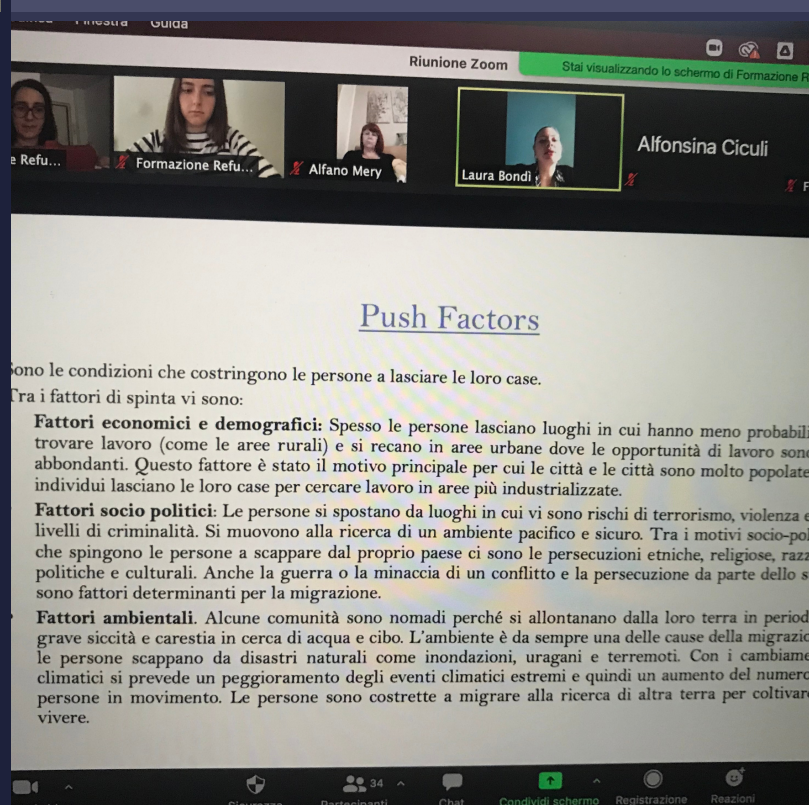 Finestra Guida
Riunione Zoom
Stai visualizzando lo schermo di Formazione R
e Refu...
Formazione Refu...
Alfano Mery
Laura Bondì
Alfonsina Ciculi
F
Push Factors
Sono le condizioni che costringono le persone a lasciare le loro case.
Tra i fattori di spinta vi sono:
Fattori economici e demografici: Spesso le persone lasciano luoghi in cui hanno meno probabili
trovare lavoro (come le aree rurali) e si recano in aree urbane dove le opportunità di lavoro sono
abbondanti. Questo fattore è stato il motivo principale per cui le città e le città sono molto popolate
individui lasciano le loro case per cercare lavoro in aree più industrializzate.
Fattori socio politici: Le persone si spostano da luoghi in cui vi sono rischi di terrorismo, violenza e
livelli di criminalità. Si muovono alla ricerca di un ambiente pacifico e sicuro. Tra i motivi socio-pol
che spingono le persone a scappare dal proprio paese ci sono le persecuzioni etniche, religiose, razz
politiche e culturali. Anche la guerra o la minaccia di un conflitto e la persecuzione da parte dello s
sono fattori determinanti per la migrazione.
Fattori ambientali. Alcune comunità sono nomadi perché si allontanano dalla loro terra in period
grave siccità e carestia in cerca di acqua e cibo. L'ambiente è da sempre una delle cause della migrazio
le persone scappano da disastri naturali come inondazioni, uragani e terremoti. Con i cambiame
climatici si prevede un peggioramento degli eventi climatici estremi e quindi un aumento del numero
persone in movimento. Le persone sono costrette a migrare alla ricerca di altra terra per coltivare
vivere.
34
Sicurezza Partecipanti Chat Condividi schermo Registrazione Reazioni